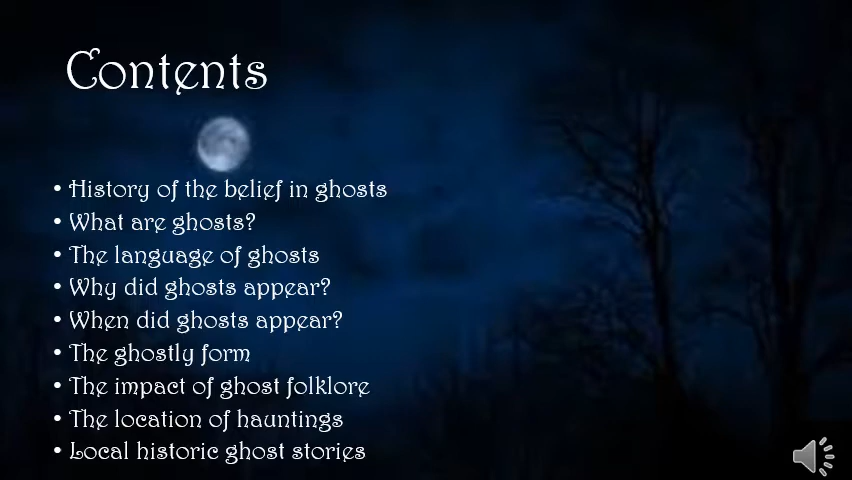 Contents
• History of the belief in ghosts
• What are ghosts?
• The language of ghosts
• Why did ghosts appear?
• When did ghosts appear?
• The ghostly form
• The impact of ghost folklore
• The location of hauntings
• Local historic ghost stories